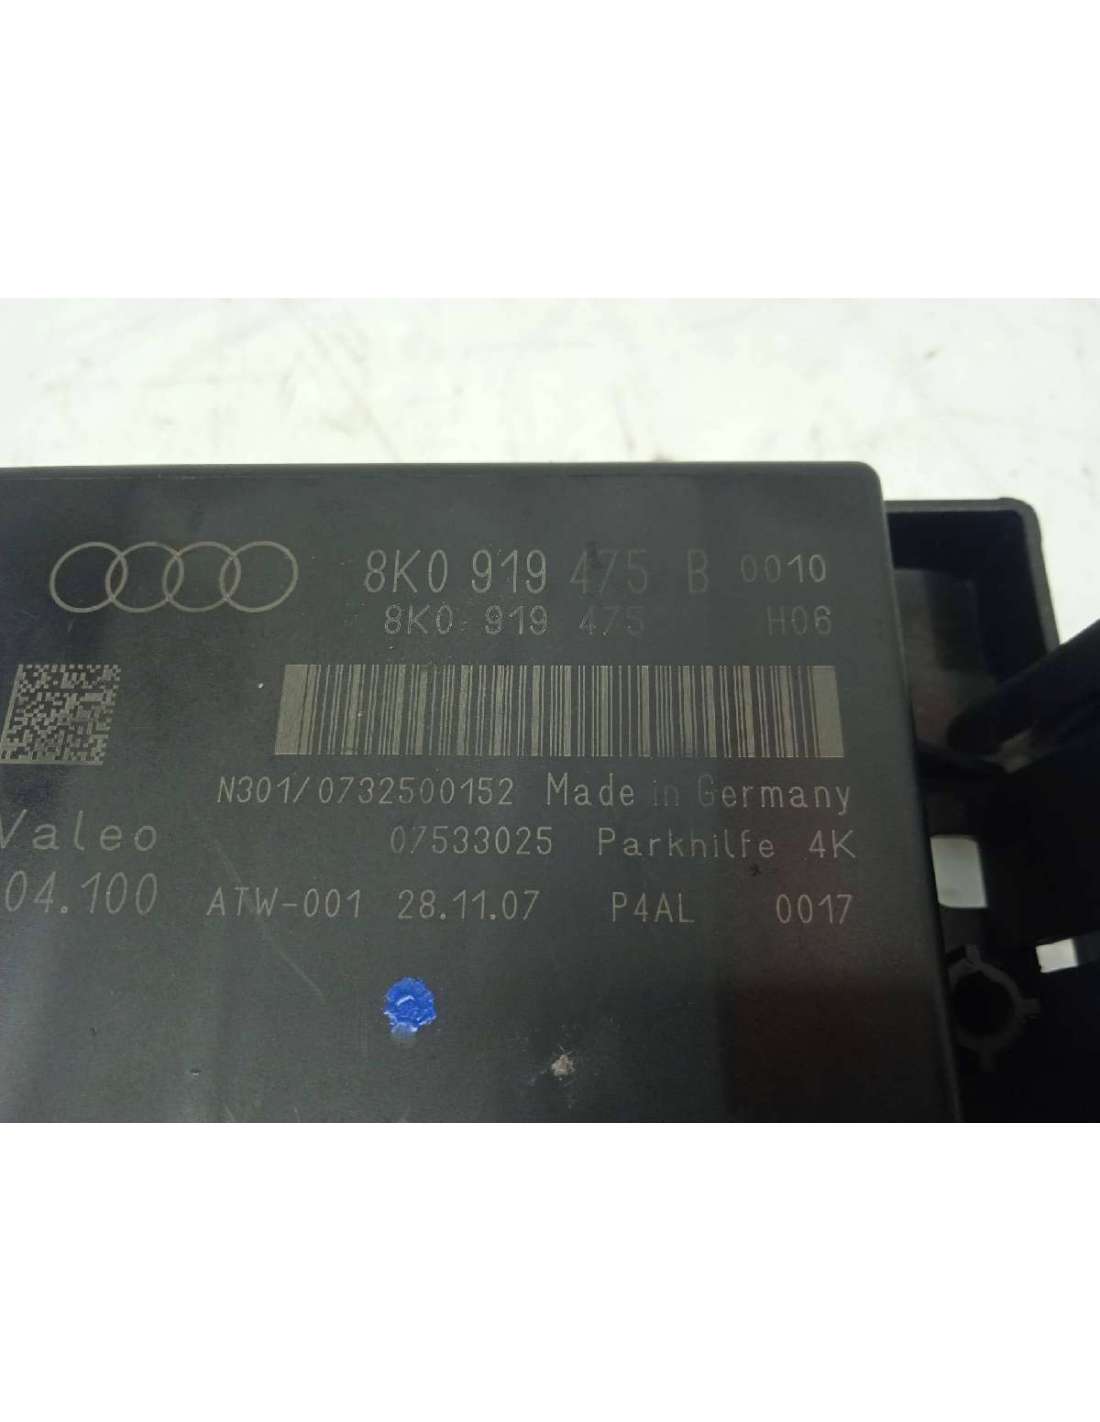 8K0 919 475 B 0010
8K0 919 475 H06
N301/0732500152 Made in Germany
Valeo 07533025 Parkhilfe 4K
04.100 ATW-001 28.11.07 P4AL 0017